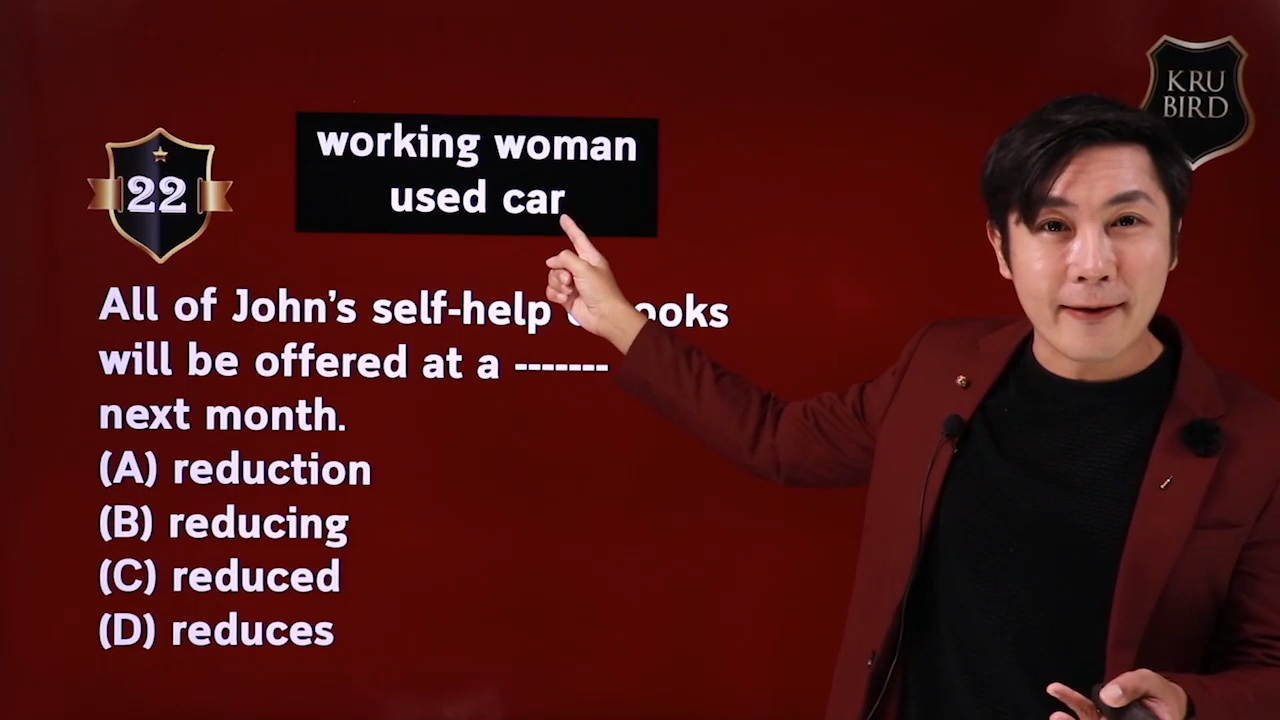 KRU
BIRD
working woman
used car
22
All of John's self-help ooks
will be offered at a -------
next month.
(A) reduction
(B) reducing
(C) reduced
(D) reduces